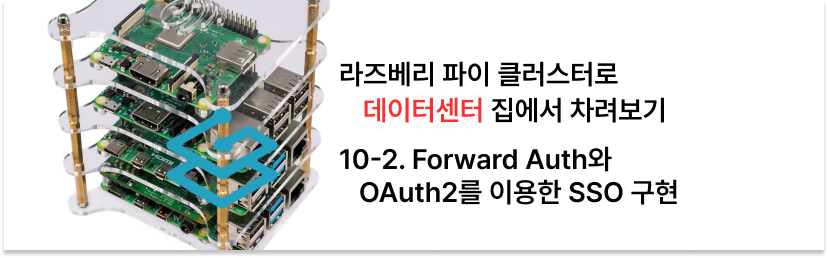 라즈베리 파이 클러스터로
데이터센터 집에서 차려보기
10-2. Forward Auth와
OAuth2를 이용한 SSO 구현
HDMI